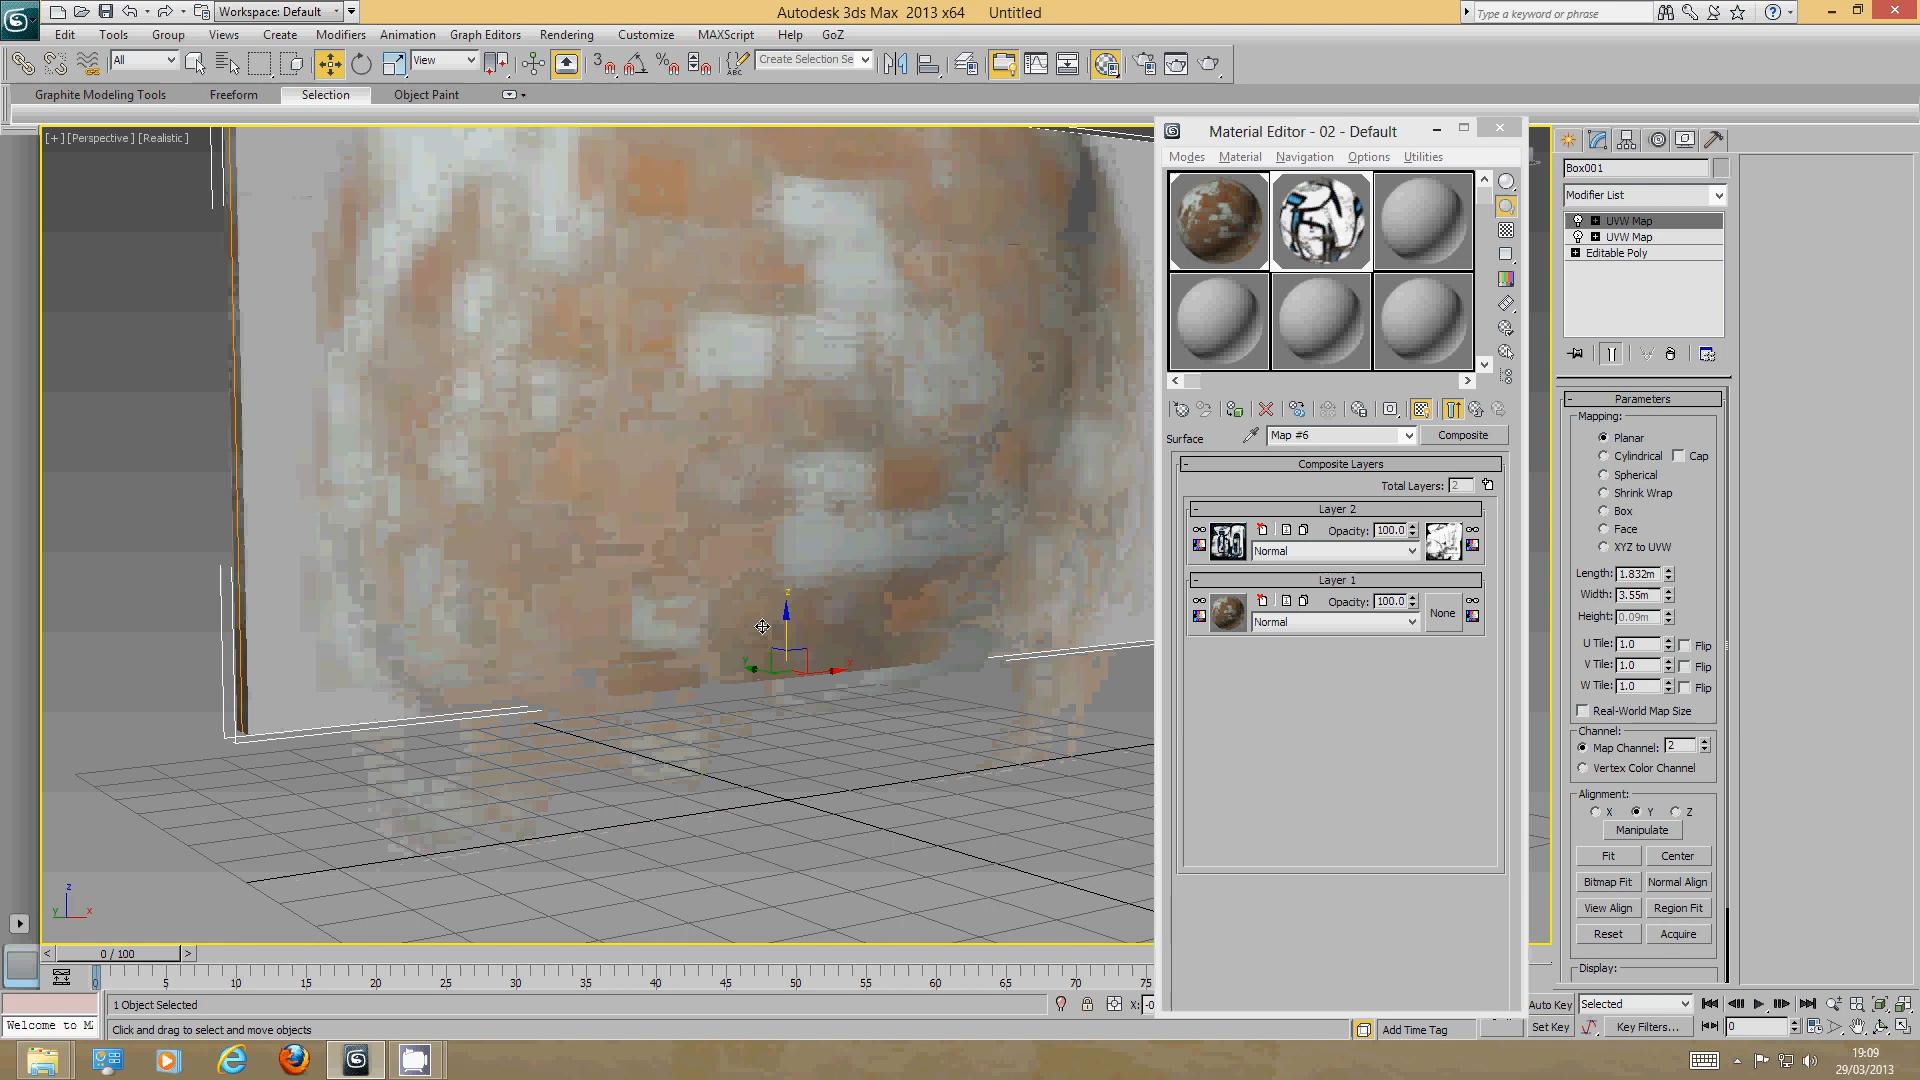 Workspace: Default
Autodesk 3ds Max 2013 x64 Untitled
Type a keyword or phrase
Edit Tools Group Views Create Modifiers Animation Graph Editors Rendering Customize MAXScript Help GoZ
All View Create Selection Se
Graphite Modeling Tools Freeform Selection Object Paint
[ + ] [Perspective ] [Realistic ]
Material Editor - 02 - Default
Modes Material Navigation Options Utilities
Surface Map #6 Composite
Composite Layers
Total Layers: 2
Layer 2
Opacity: 100.0
Normal
Layer 1
Opacity: 100.0
Normal None
Box001
Modifier List
UVW Map
UVW Map
Editable Poly
Parameters
Mapping:
Planar
Cylindrical Cap
Spherical
Shrink Wrap
Box
Face
XYZ to UVW
Length: 1.832m
Width: 3.55m
Height: 0.09m
U Tile: 1.0 Flip
V Tile: 1.0 Flip
W Tile: 1.0 Flip
Real-World Map Size
Channel:
Map Channel: 2
Vertex Color Channel
Alignment:
X Y Z
Manipulate
Fit Center
Bitmap Fit Normal Align
View Align Region Fit
Reset Acquire
Display:
z
y x
z
y x
< 0 / 100 >
0 5 10 15 20 25 30 35 40 45 50 55 60 65 70 75
1 Object Selected X: -0
Welcome to M
Click and drag to select and move objects
Add Time Tag
Auto Key Selected
Set Key Key Filters... 0
19:09
29/03/2013